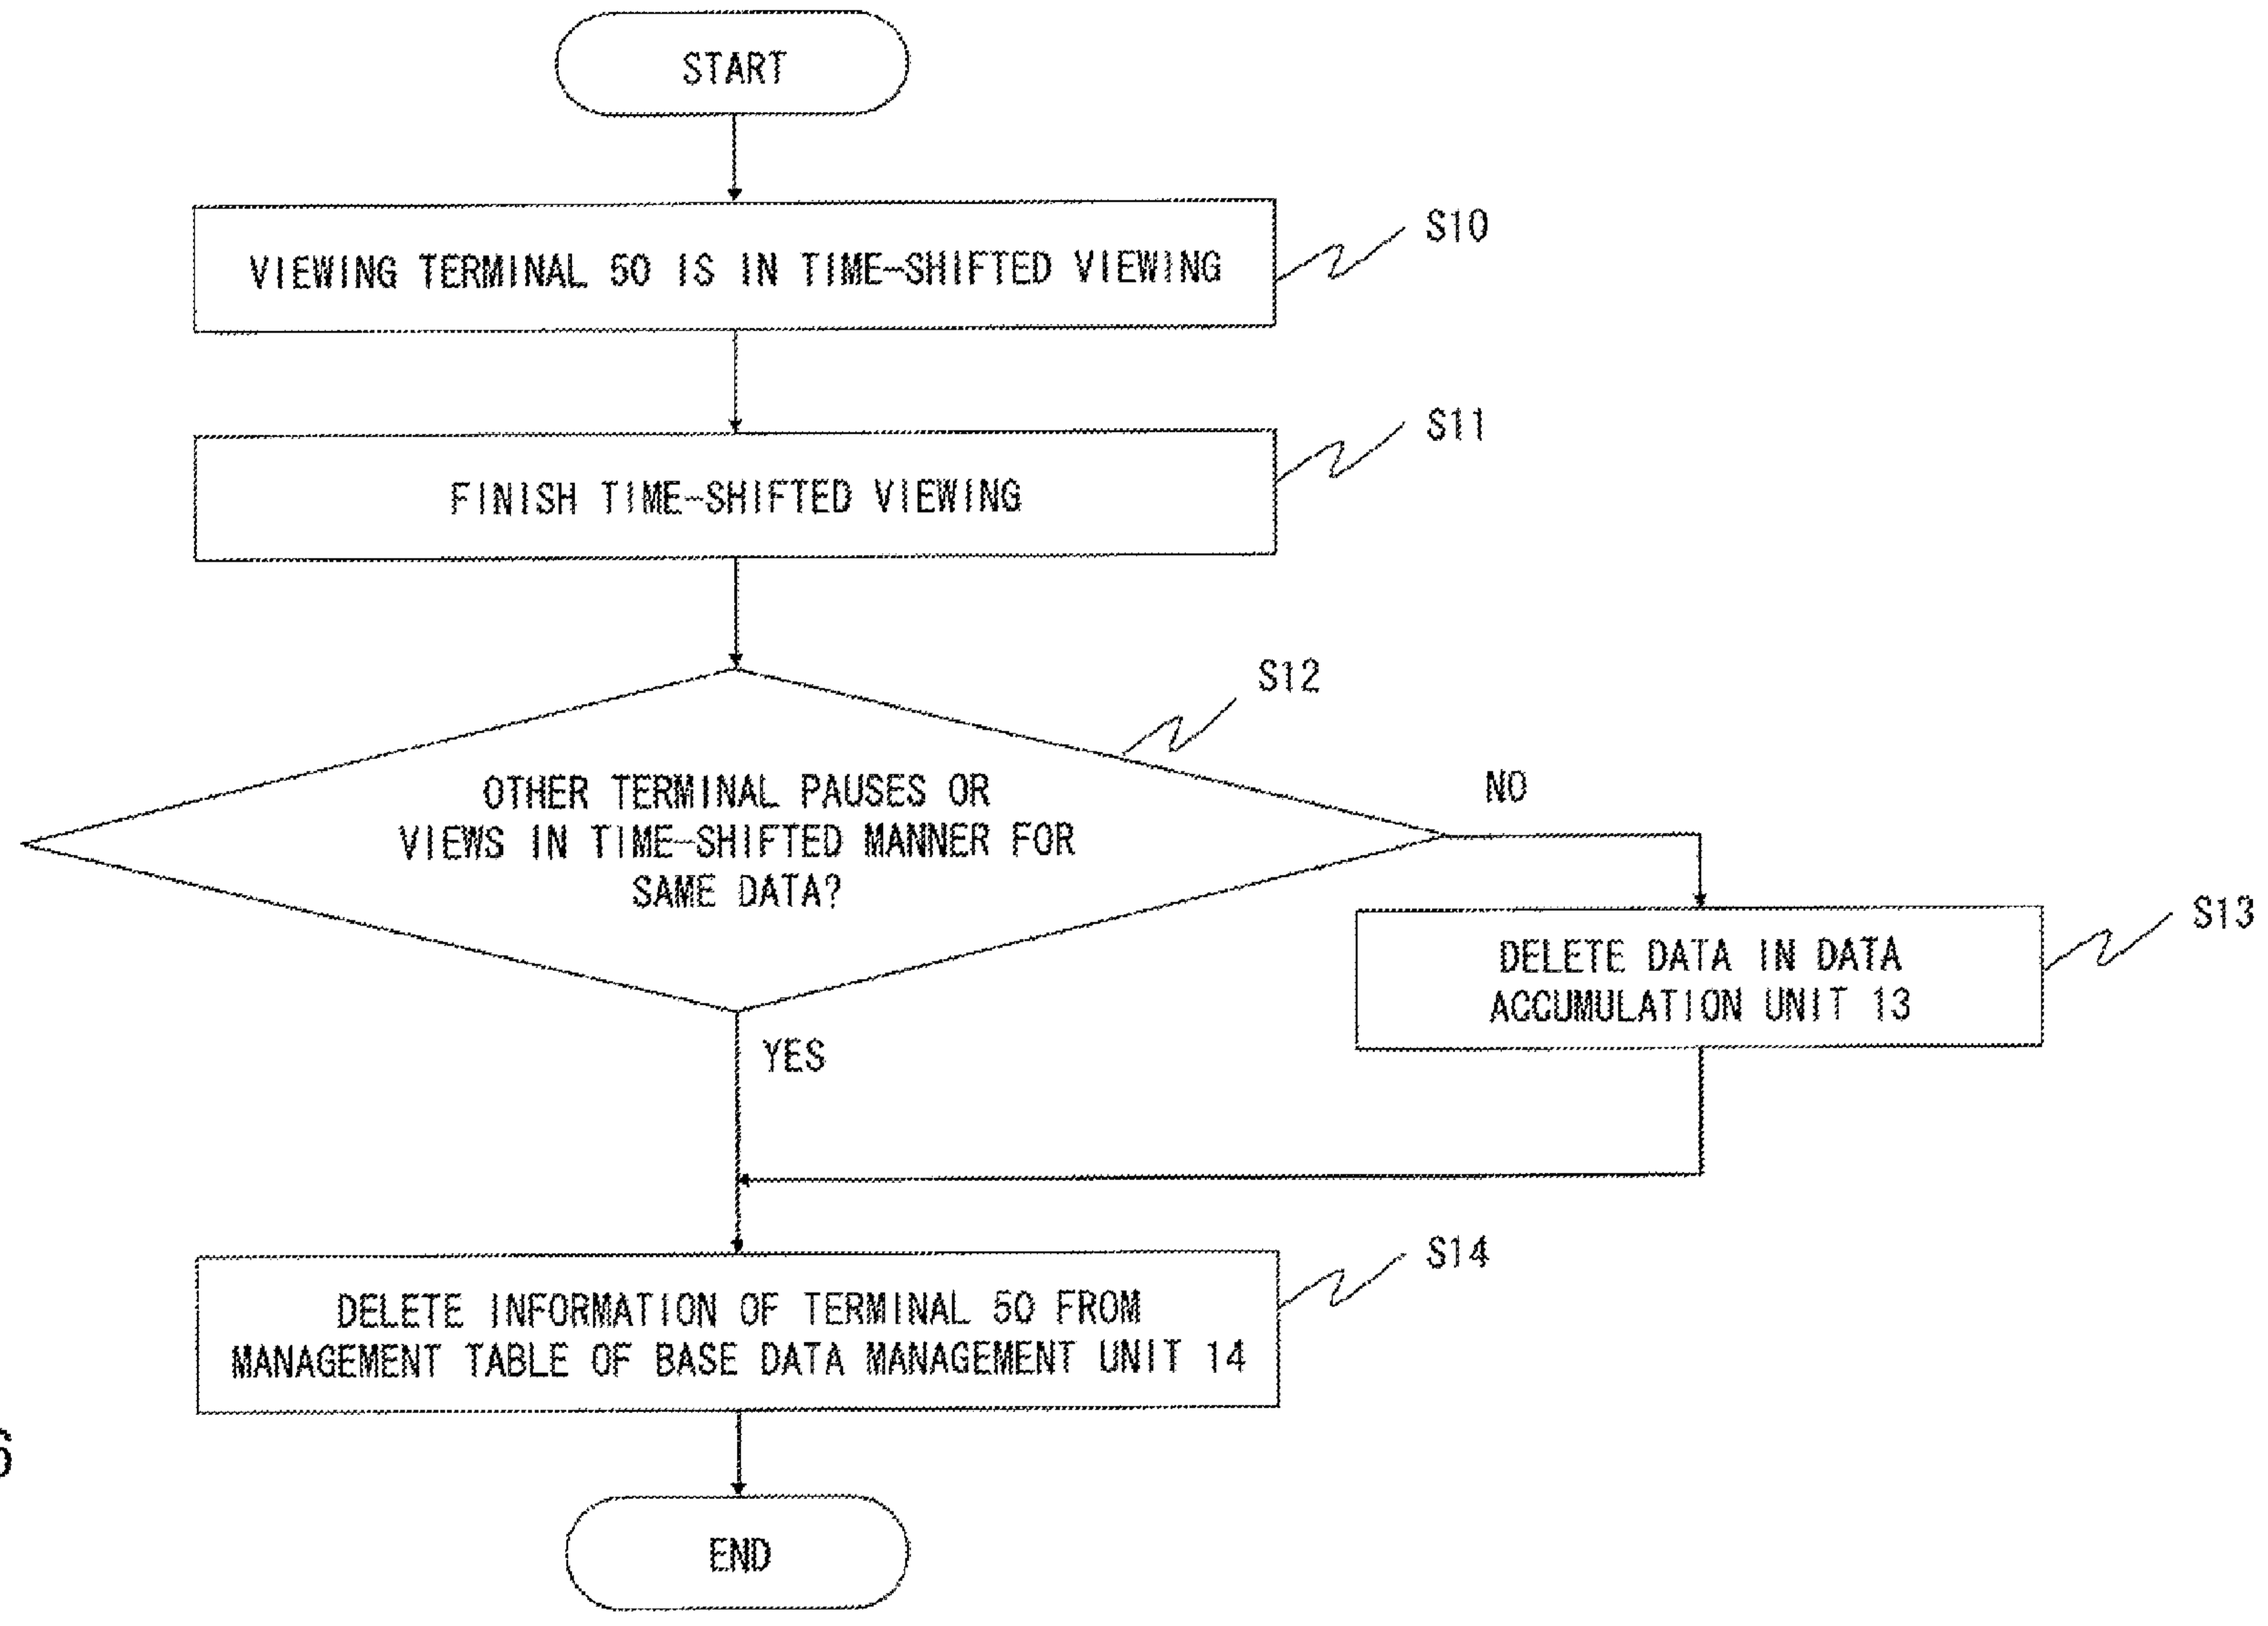 START
VIEWING TERMINAL 50 IS IN TIME-SHIFTED VIEWING
S10
FINISH TIME-SHIFTED VIEWING
S11
S12
OTHER TERMINAL PAUSES OR
VIEWS IN TIME-SHIFTED MANNER FOR
SAME DATA?
NO
YES
S13
DELETE DATA IN DATA
ACCUMULATION UNIT 13
S14
DELETE INFORMATION OF TERMINAL 50 FROM
MANAGEMENT TABLE OF BASE DATA MANAGEMENT UNIT 14
END